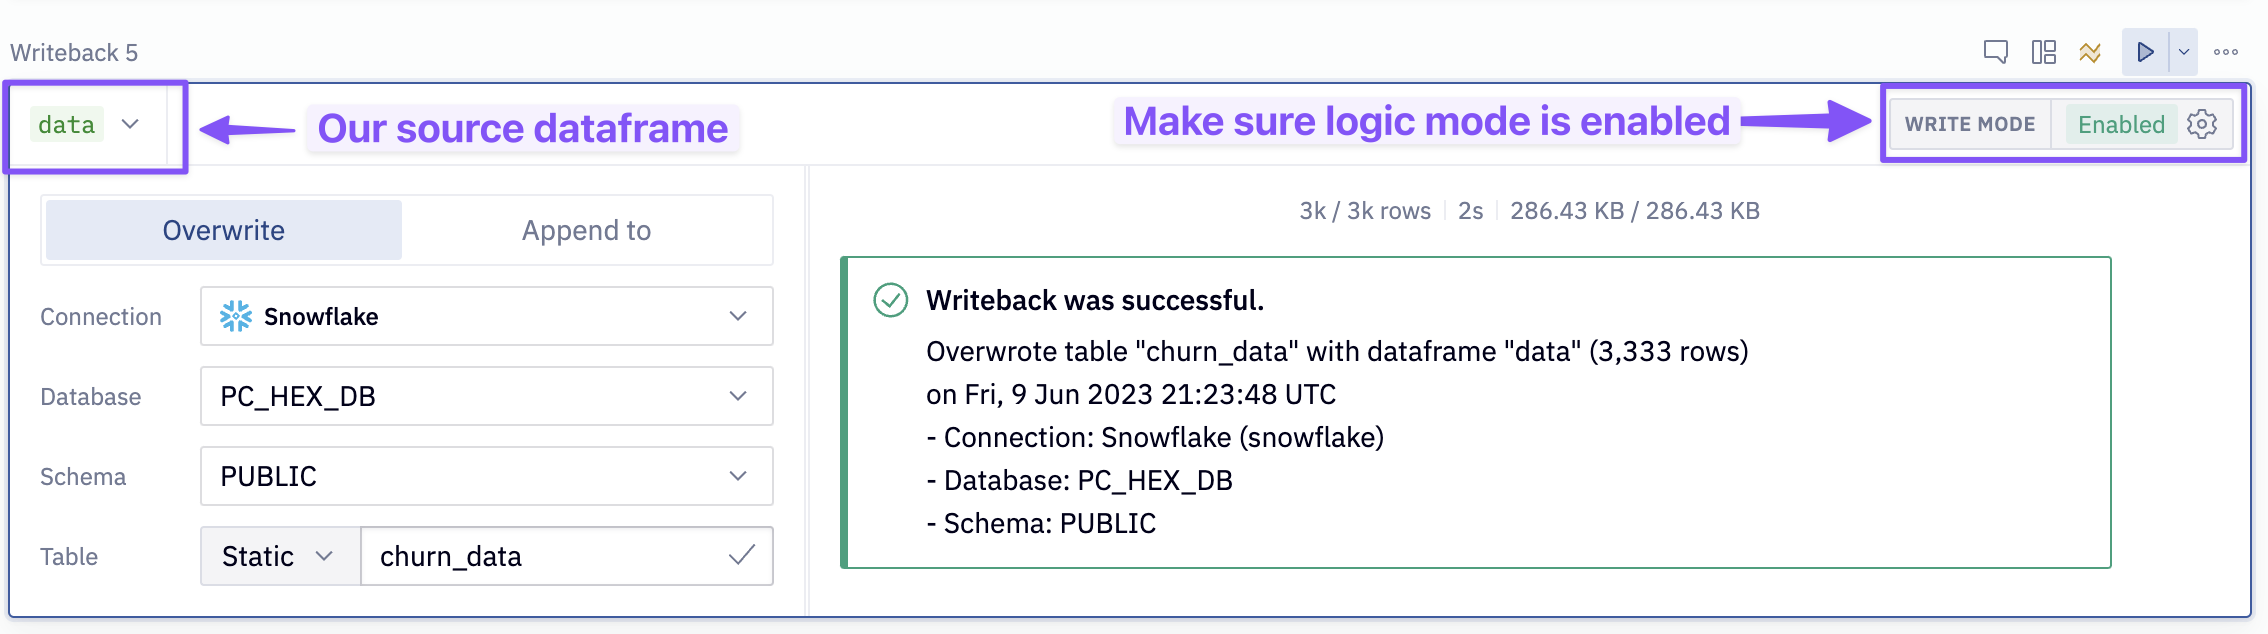 Writeback 5
data
Our source dataframe
Make sure logic mode is enabled
WRITE MODE
Enabled
Overwrite
Append to
Connection
Snowflake
Database
PC_HEX_DB
Schema
PUBLIC
Table
Static
churn_data
3k / 3k rows 2s 286.43 KB / 286.43 KB
Writeback was successful.
Overwrote table "churn_data" with dataframe "data" (3,333 rows)
on Fri, 9 Jun 2023 21:23:48 UTC
- Connection: Snowflake (snowflake)
- Database: PC_HEX_DB
- Schema: PUBLIC